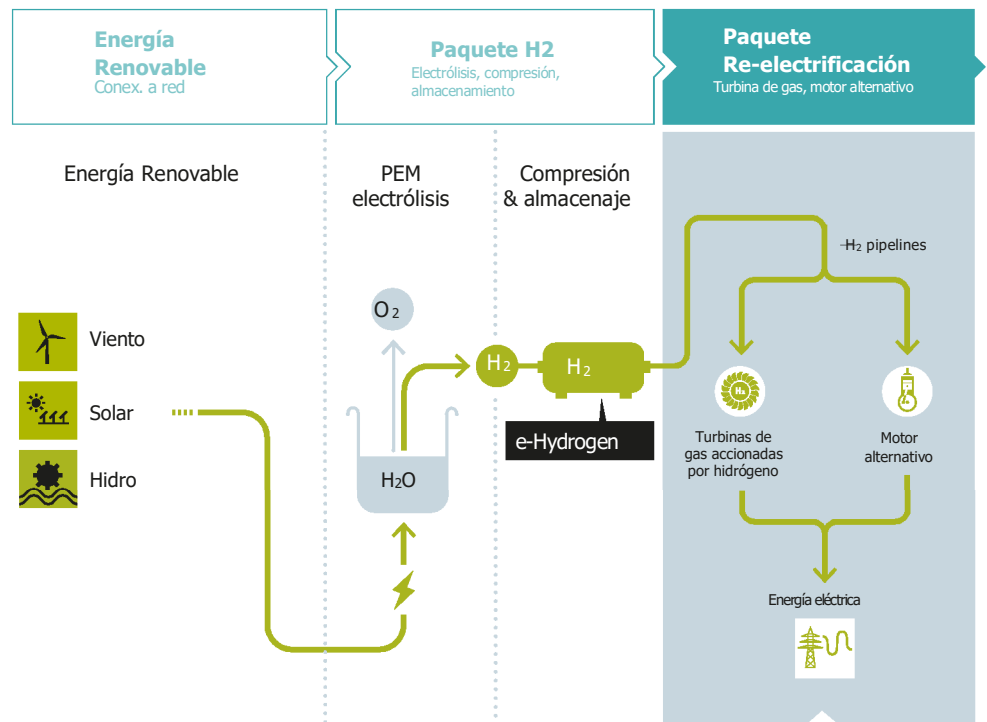 Energía
Renovable
Conex. a red
Paquete H2
Electrólisis, compresión,
almacenamiento
Paquete
Re-electrificación
Turbina de gas, motor alternativo
Energía Renovable
PEM
electrólisis
Compresión
& almacenaje
H2 pipelines
Viento
Solar
Hidro
O2
H2O
H2
H2
e-Hydrogen
H2
Turbinas de
gas accionadas
por hidrógeno
Motor
alternativo
Energía eléctrica